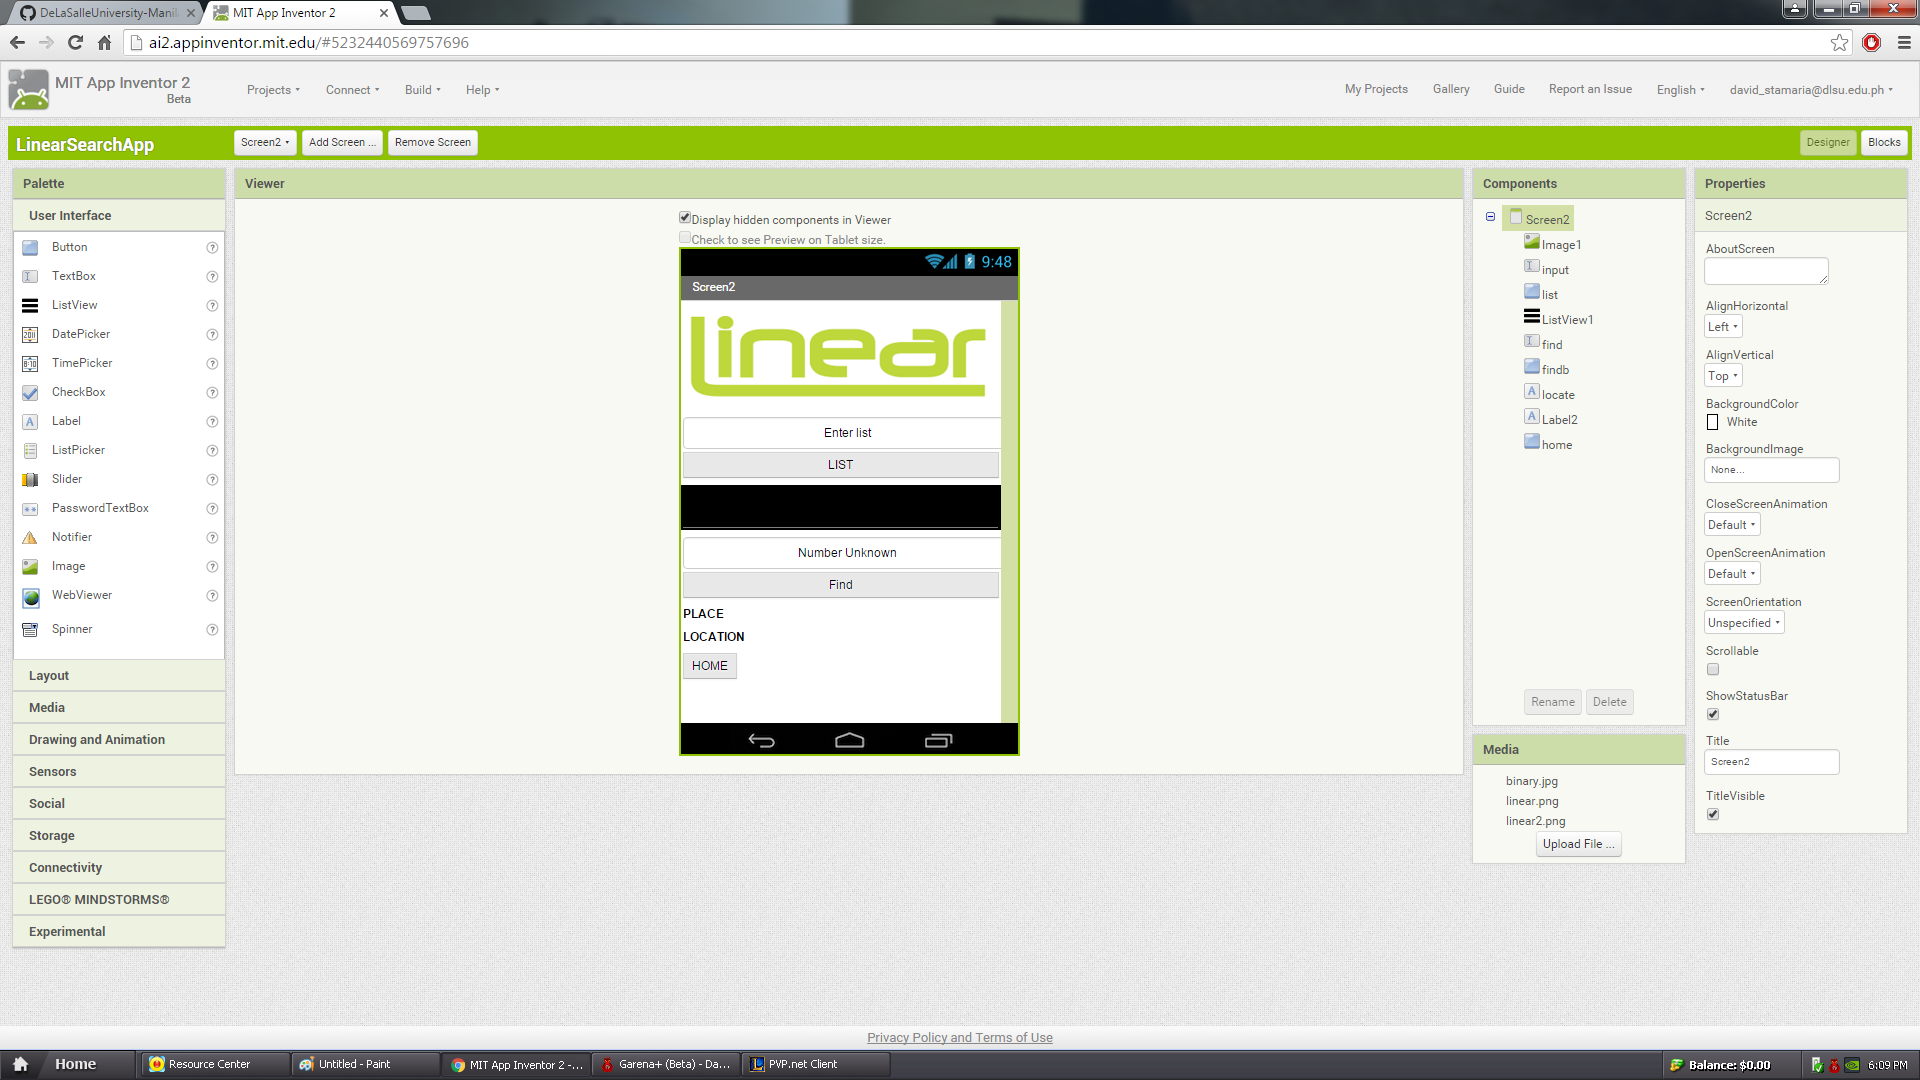 DeLaSalleUniversity-Manil
MIT App Inventor 2
ai2.appinventor.mit.edu/#5232440569757696
MIT App Inventor 2
Beta
Projects
Connect
Build
Help
My Projects
Gallery
Guide
Report an Issue
English
david_stamaria@dlsu.edu.ph
LinearSearchApp
Screen2
Add Screen ...
Remove Screen
Designer
Blocks
Palette
User Interface
Button
TextBox
ListView
DatePicker
TimePicker
CheckBox
Label
ListPicker
Slider
PasswordTextBox
Notifier
Image
WebViewer
Spinner
Layout
Media
Drawing and Animation
Sensors
Social
Storage
Connectivity
LEGO® MINDSTORMS®
Experimental
Viewer
Display hidden components in Viewer
Check to see Preview on Tablet size.
9:48
Screen2
Linear
Enter list
LIST
Number Unknown
Find
PLACE
LOCATION
HOME
Components
Screen2
Image1
input
list
ListView1
find
findb
locate
Label2
home
Rename
Delete
Media
binary.jpg
linear.png
linear2.png
Upload File ...
Properties
Screen2
AboutScreen
AlignHorizontal
Left
AlignVertical
Top
BackgroundColor
White
BackgroundImage
None...
CloseScreenAnimation
Default
OpenScreenAnimation
Default
ScreenOrientation
Unspecified
Scrollable
ShowStatusBar
Title
Screen2
TitleVisible
Privacy Policy and Terms of Use
Home
Resource Center
Untitled - Paint
MIT App Inventor 2 -...
Garena+ (Beta) - Da...
PVP.net Client
Balance: $0.00
6:09 PM